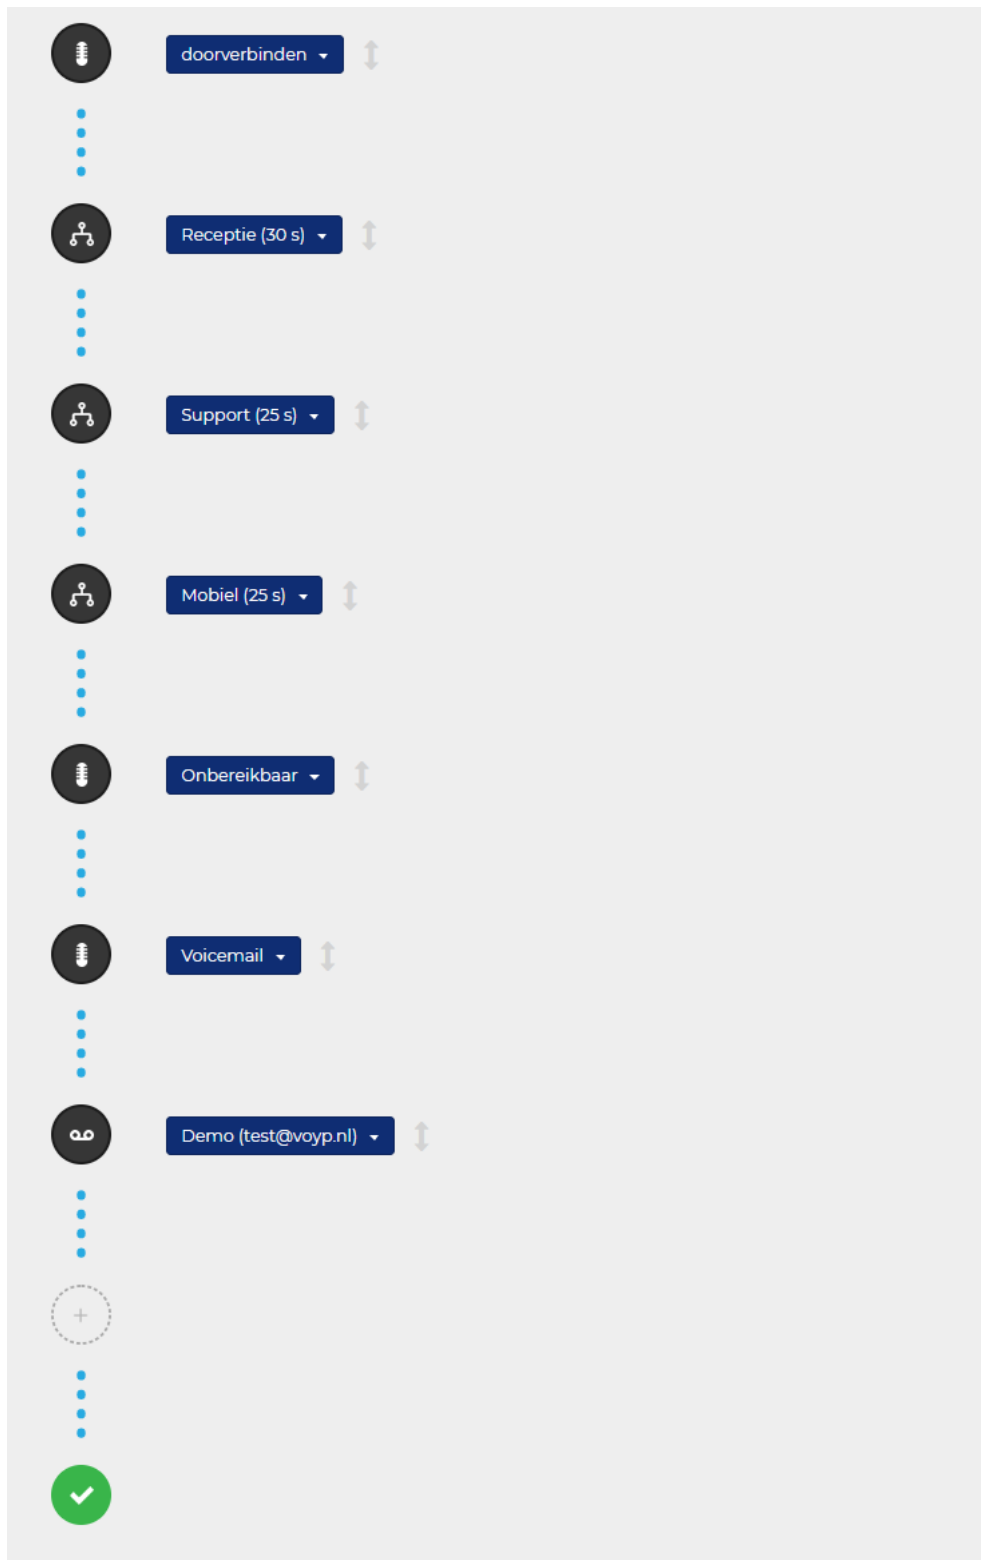 doorverbinden
Receptie (30 s)
Support (25 s)
Mobiel (25 s)
Onbereikbaar
Voicemail
Demo (test@voyp.nl)